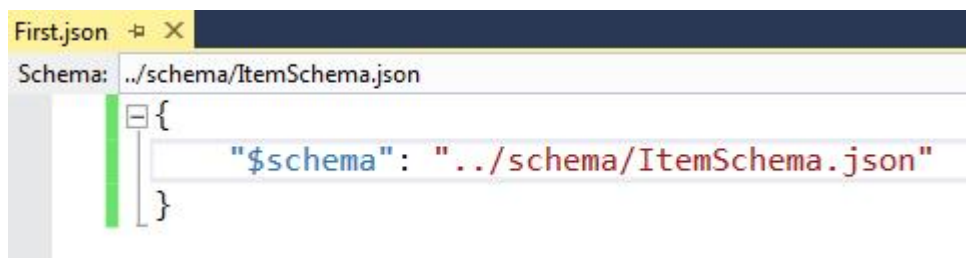 First.json
Schema: ../schema/ItemSchema.json
{
"$schema": "../schema/ItemSchema.json"
}